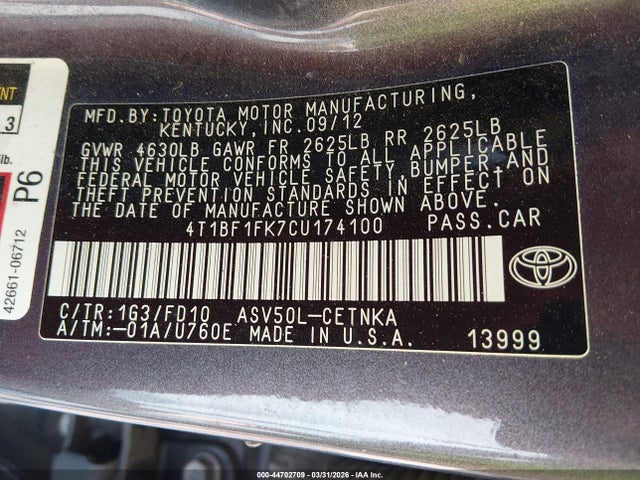 MFD.BY:TOYOTA MOTOR MANUFACTURING,
KENTUCKY,INC.09/12
GVWR 4630LB GAWR FR 2625LB RR 2625LB
THIS VEHICLE CONFORMS TO ALL APPLICABLE
FEDERAL MOTOR VEHICLE SAFETY,BUMPER,AND
THEFT PREVENTION STANDARDS IN EFFECT ON
THE DATE OF MANUFACTURE SHOWN ABOVE.
4T1BF1FK7CU174100 PASS.CAR
C/TR:1G3/FD10 ASV50L-CETNKA
A/TM:-01A/U760E MADE IN U.S.A.
13999
3
lb.
P6
42661-06712
000-44702709 - 03/31/2026 - IAA Inc.